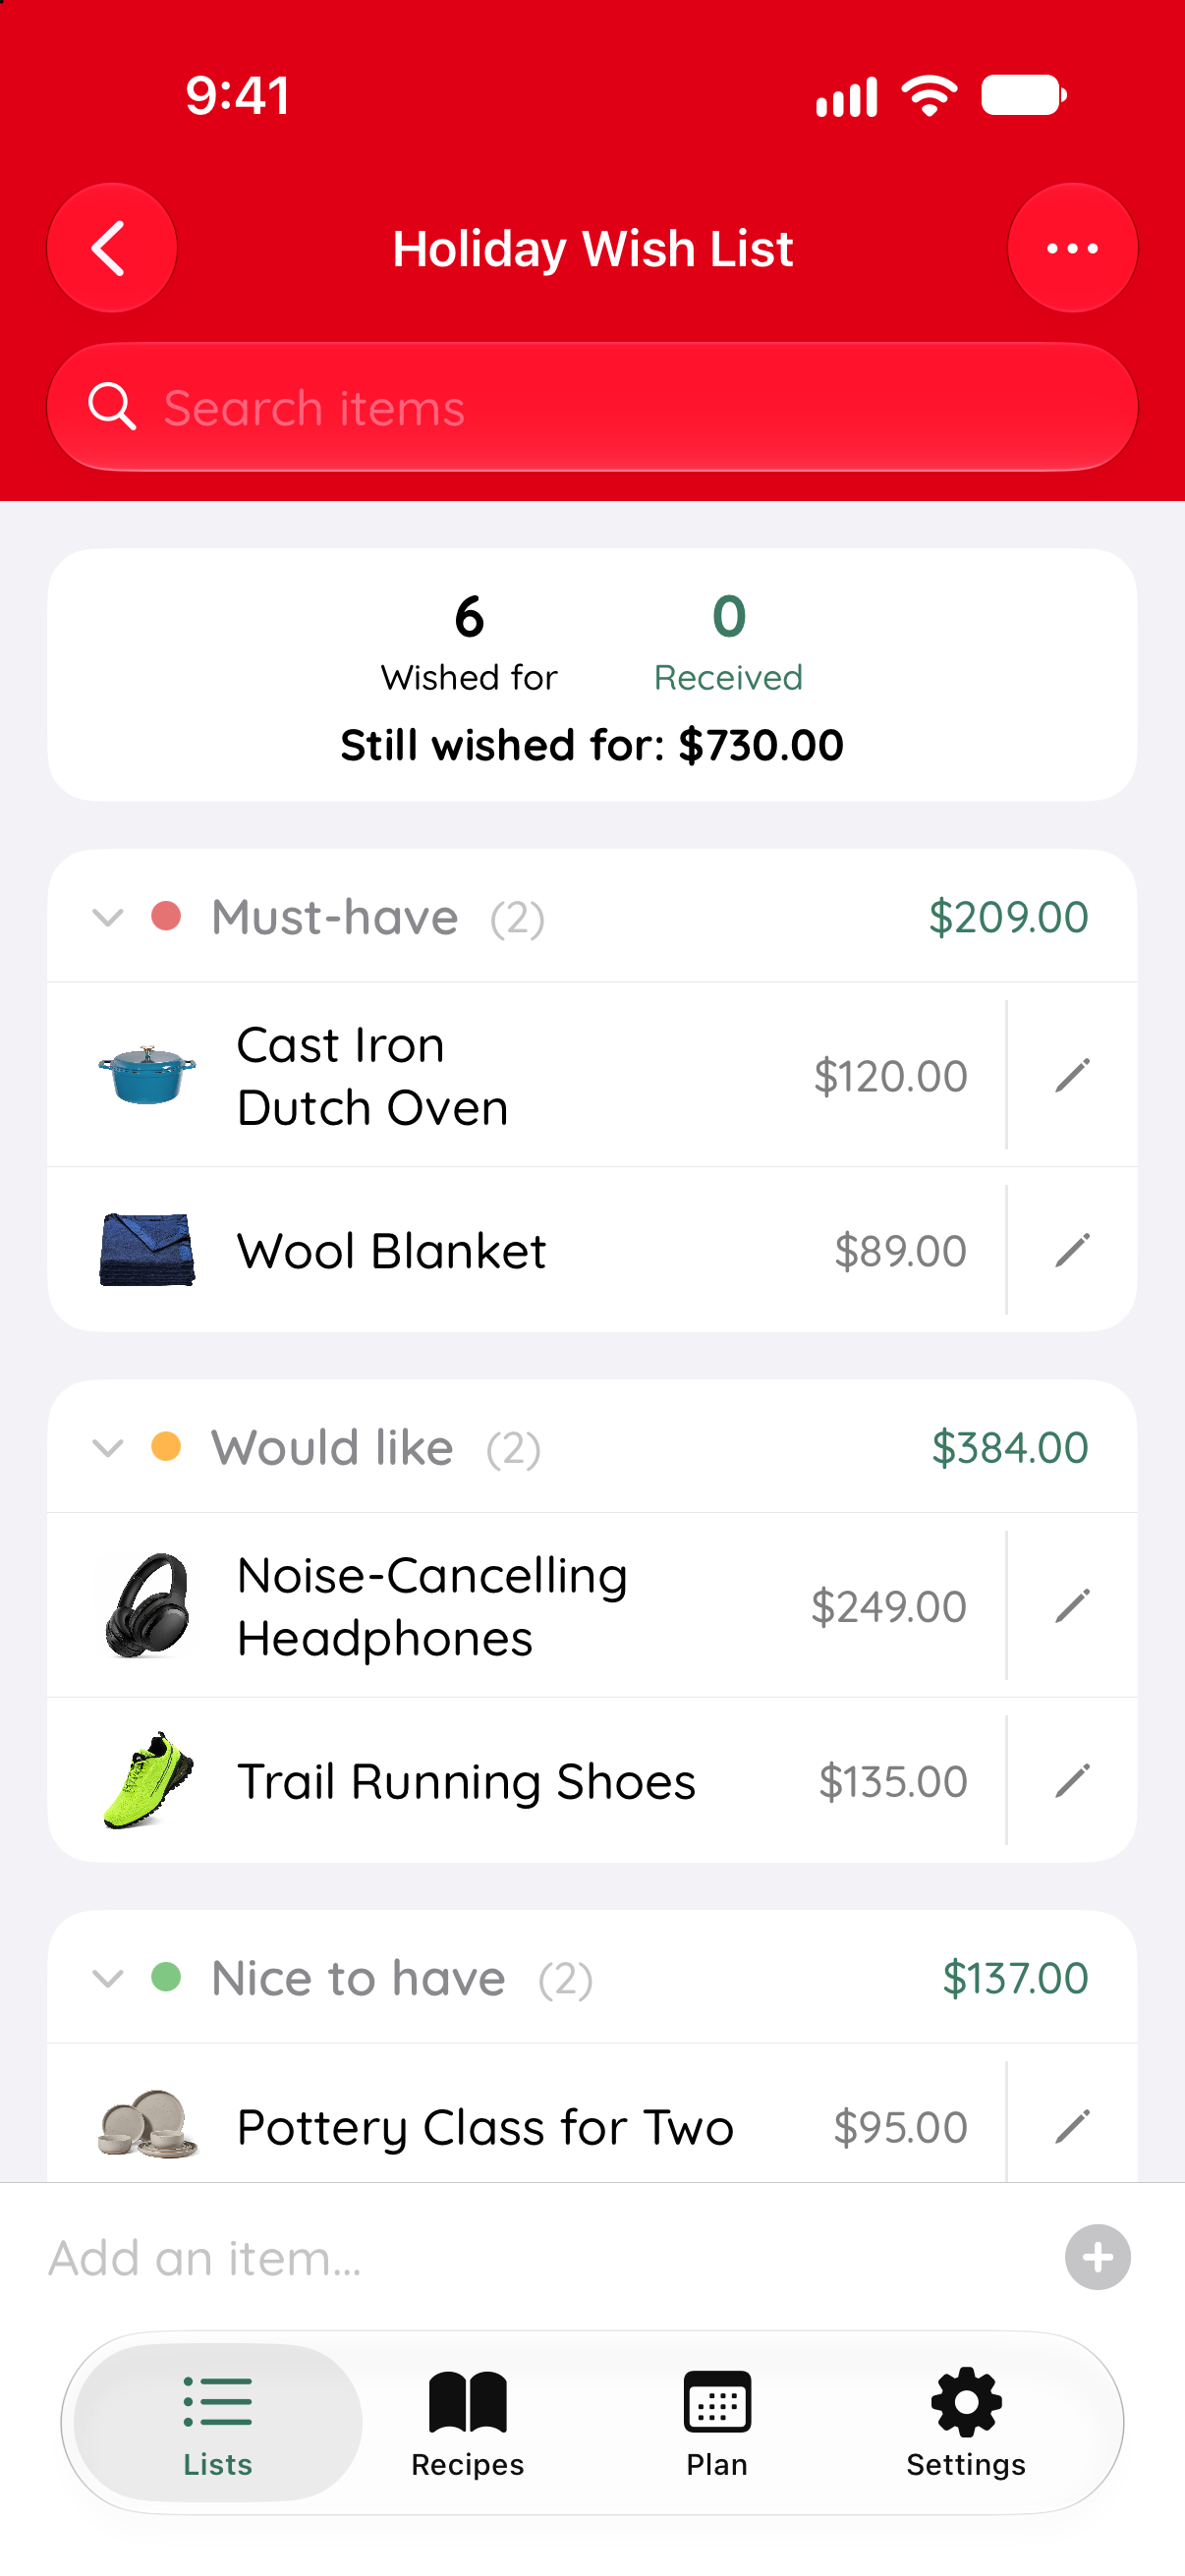 9:41
Holiday Wish List
Search items
6 0
Wished for Received
Still wished for: $730.00
Must-have (2) $209.00
Cast Iron
Dutch Oven
$120.00
Wool Blanket $89.00
Would like (2) $384.00
Noise-Cancelling
Headphones
$249.00
Trail Running Shoes $135.00
Nice to have (2) $137.00
Pottery Class for Two $95.00
Add an item...
Lists Recipes Plan Settings